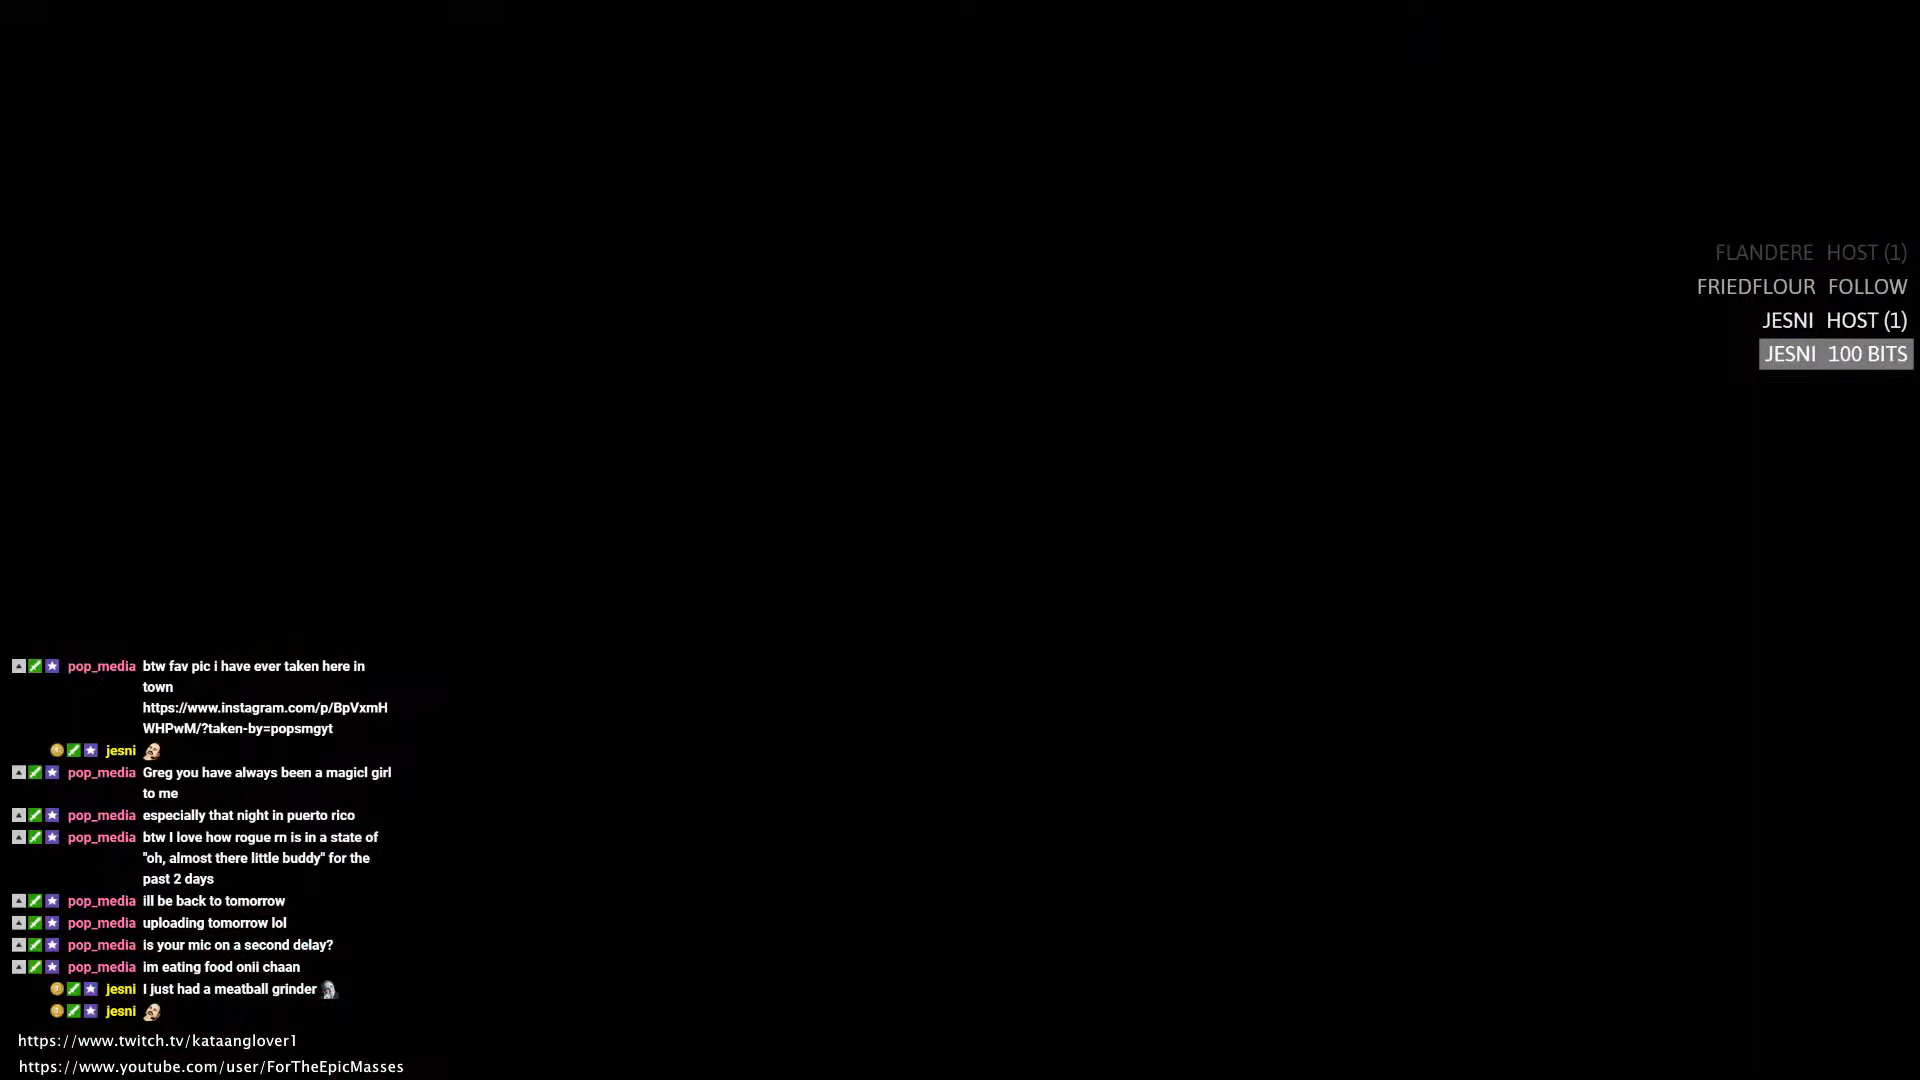 FLANDERE HOST (1)
FRIEDFLOUR FOLLOW
JESNI HOST (1)
JESNI 100 BITS
pop_media btw fav pic i have ever taken here in
town
https://www.instagram.com/p/BpVxmH
WHPwM/?taken-by=popsmgyt
jesni
pop_media Greg you have always been a magicl girl
to me
pop_media especially that night in puerto rico
pop_media btw I love how rogue rn is in a state of
"oh, almost there little buddy" for the
past 2 days
pop_media ill be back to tomorrow
pop_media uploading tomorrow lol
pop_media is your mic on a second delay?
pop_media im eating food onii chaan
jesni I just had a meatball grinder
jesni
https://www.twitch.tv/kataanglover1
https://www.youtube.com/user/ForTheEpicMasses